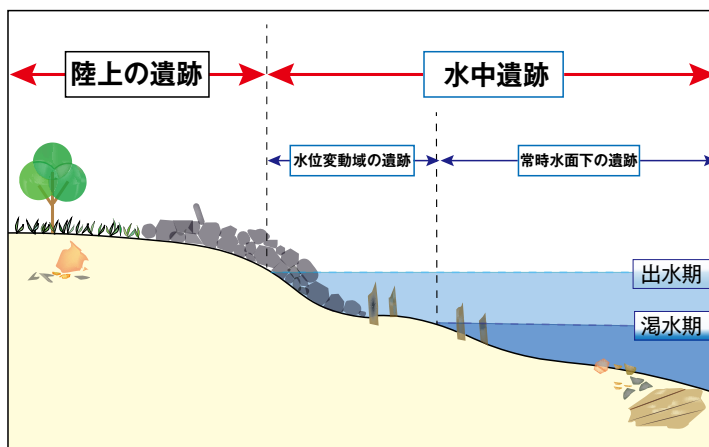 陸上の遺跡
水中遺跡
水位変動域の遺跡
常時水面下の遺跡
出水期
渇水期